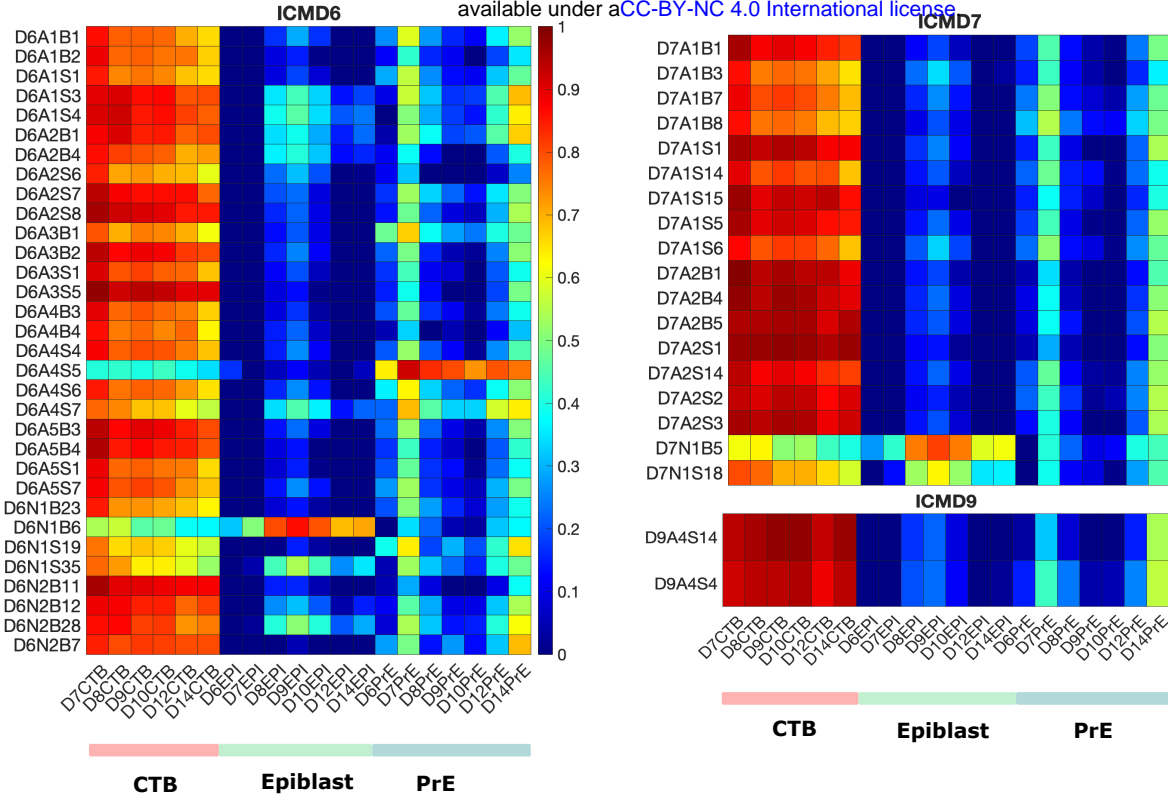 available under aCC-BY-NC 4.0 International license.
ICMD6
D6A1B1
D6A1B2
D6A1S1
D6A1S3
D6A1S4
D6A2B1
D6A2B4
D6A2S6
D6A2S7
D6A2S8
D6A3B1
D6A3B2
D6A3S1
D6A3S5
D6A4B3
D6A4B4
D6A4S4
D6A4S5
D6A4S6
D6A4S7
D6A5B3
D6A5B4
D6A5S1
D6A5S7
D6N1B23
D6N1B6
D6N1S19
D6N1S35
D6N2B11
D6N2B12
D6N2B28
D6N2B7
D7CTB
D8CTB
D9CTB
D10CTB
D12CTB
D14CTB
D6EPI
D7EPI
D8EPI
D9EPI
D10EPI
D12EPI
D14EPI
D6PrE
D7PrE
D8PrE
D9PrE
D10PrE
D12PrE
D14PrE
CTB
Epiblast
PrE
1
0.9
0.8
0.7
0.6
0.5
0.4
0.3
0.2
0.1
0
ICMD7
D7A1B1
D7A1B3
D7A1B7
D7A1B8
D7A1S1
D7A1S14
D7A1S15
D7A1S5
D7A1S6
D7A2B1
D7A2B4
D7A2B5
D7A2S1
D7A2S14
D7A2S2
D7A2S3
D7N1B5
D7N1S18
ICMD9
D9A4S14
D9A4S4
D7CTB
D8CTB
D9CTB
D10CTB
D12CTB
D14CTB
D6EPI
D7EPI
D8EPI
D9EPI
D10EPI
D12EPI
D14EPI
D6PrE
D7PrE
D8PrE
D9PrE
D10PrE
D12PrE
D14PrE
CTB
Epiblast
PrE